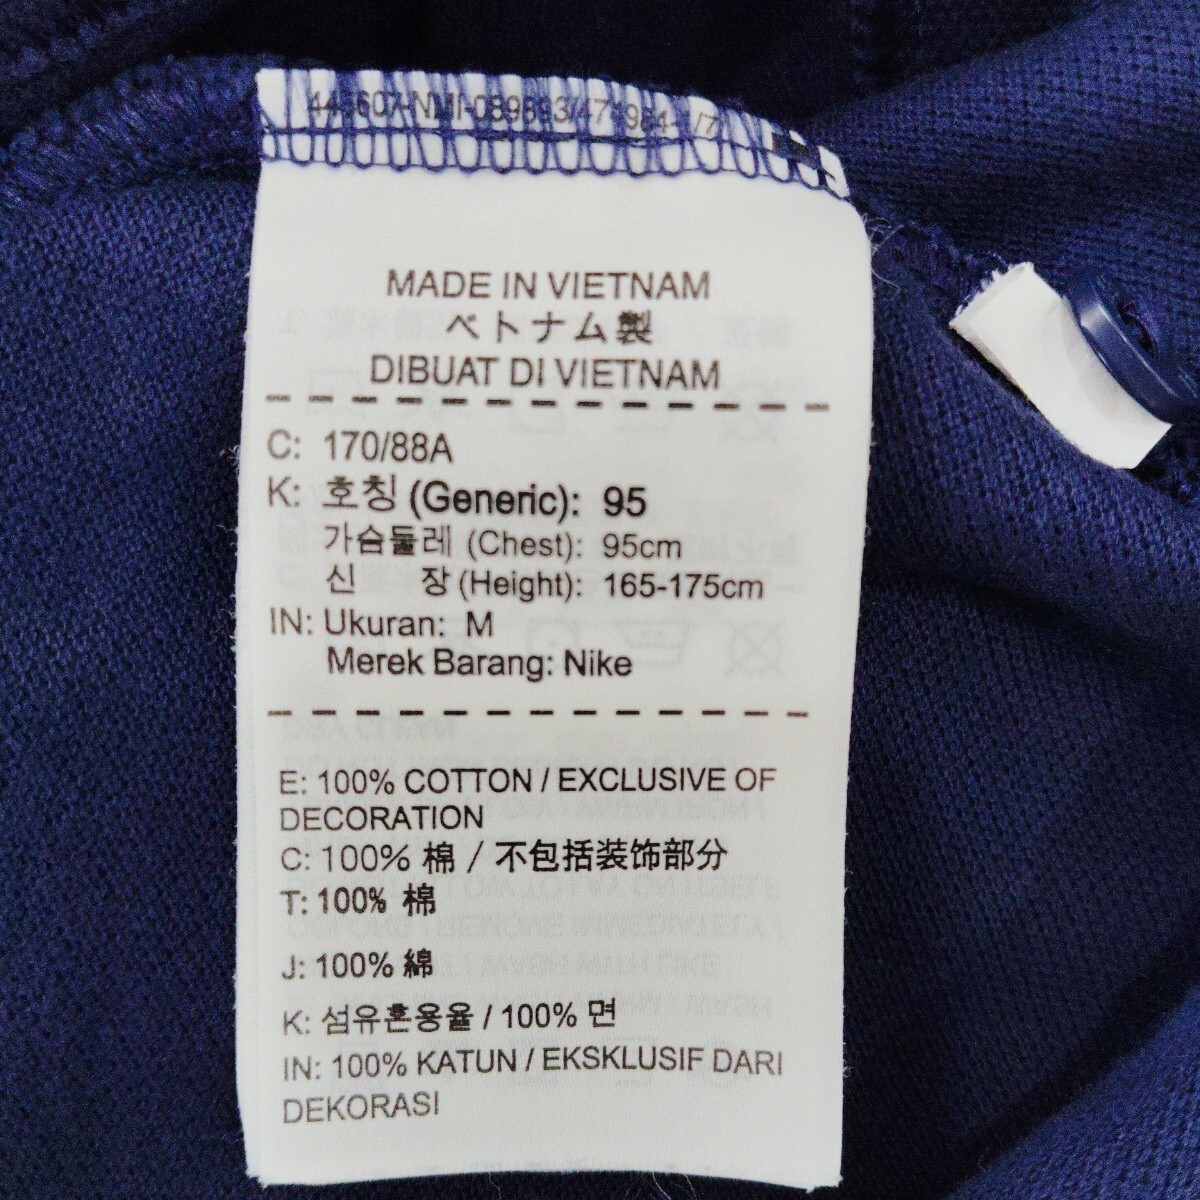 MADE IN VIETNAM
ベトナム製
DIBUAT DI VIETNAM
C: 170/88A
K: 호칭 (Generic): 95
가슴둘레 (Chest): 95cm
신 장 (Height): 165-175cm
IN: Ukuran: M
Merek Barang: Nike
E: 100% COTTON / EXCLUSIVE OF
DECORATION
C: 100% 棉 / 不包括装饰部分
T: 100% 棉
J: 100% 綿
K: 섬유혼용율 / 100% 면
IN: 100% KATUN / EKSKLUSIF DARI
DEKORASI